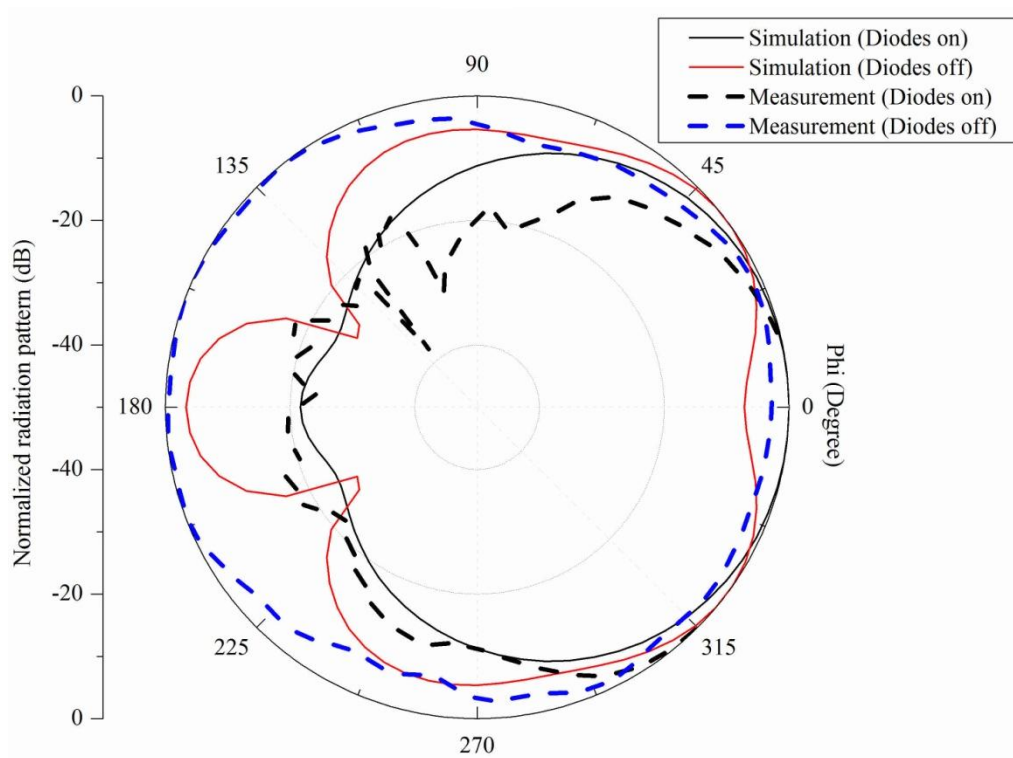 Simulation (Diodes on)
Simulation (Diodes off)
Measurement (Diodes on)
Measurement (Diodes off)
90
0
135
45
-20
-40
Normalized radiation pattern (dB)
180
0
Phi (Degree)
-40
-20
225
315
0
270